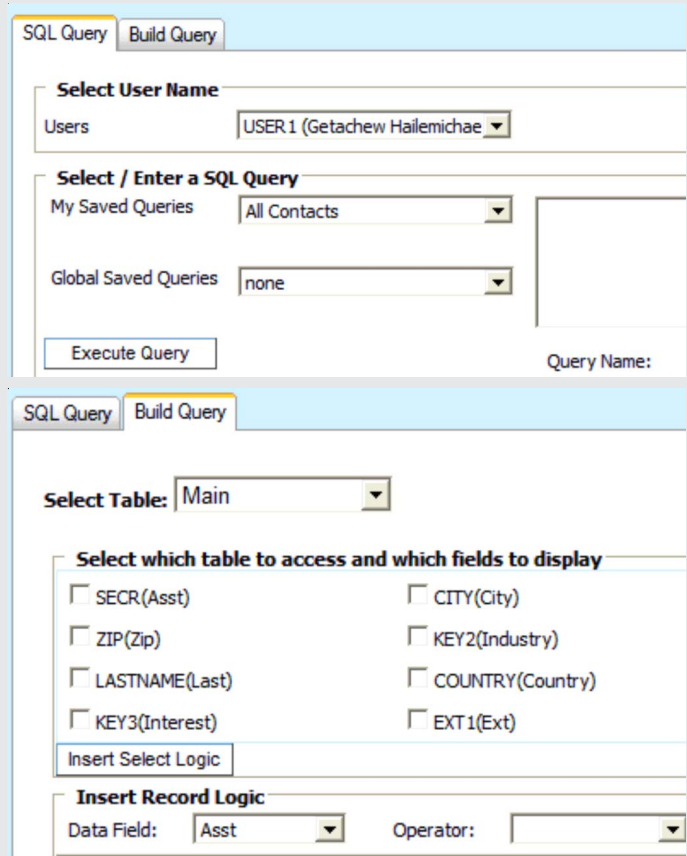 SQL Query Build Query
Select User Name
Users USER1 (Getachew Hailemichae
Select / Enter a SQL Query
My Saved Queries All Contacts
Global Saved Queries none
Execute Query
Query Name:
SQL Query Build Query
Select Table: Main
Select which table to access and which fields to display
SECR(Asst) CITY(City)
ZIP(Zip) KEY2(Industry)
LASTNAME(Last) COUNTRY(Country)
KEY3(Interest) EXT1(Ext)
Insert Select Logic
Insert Record Logic
Data Field: Asst Operator: